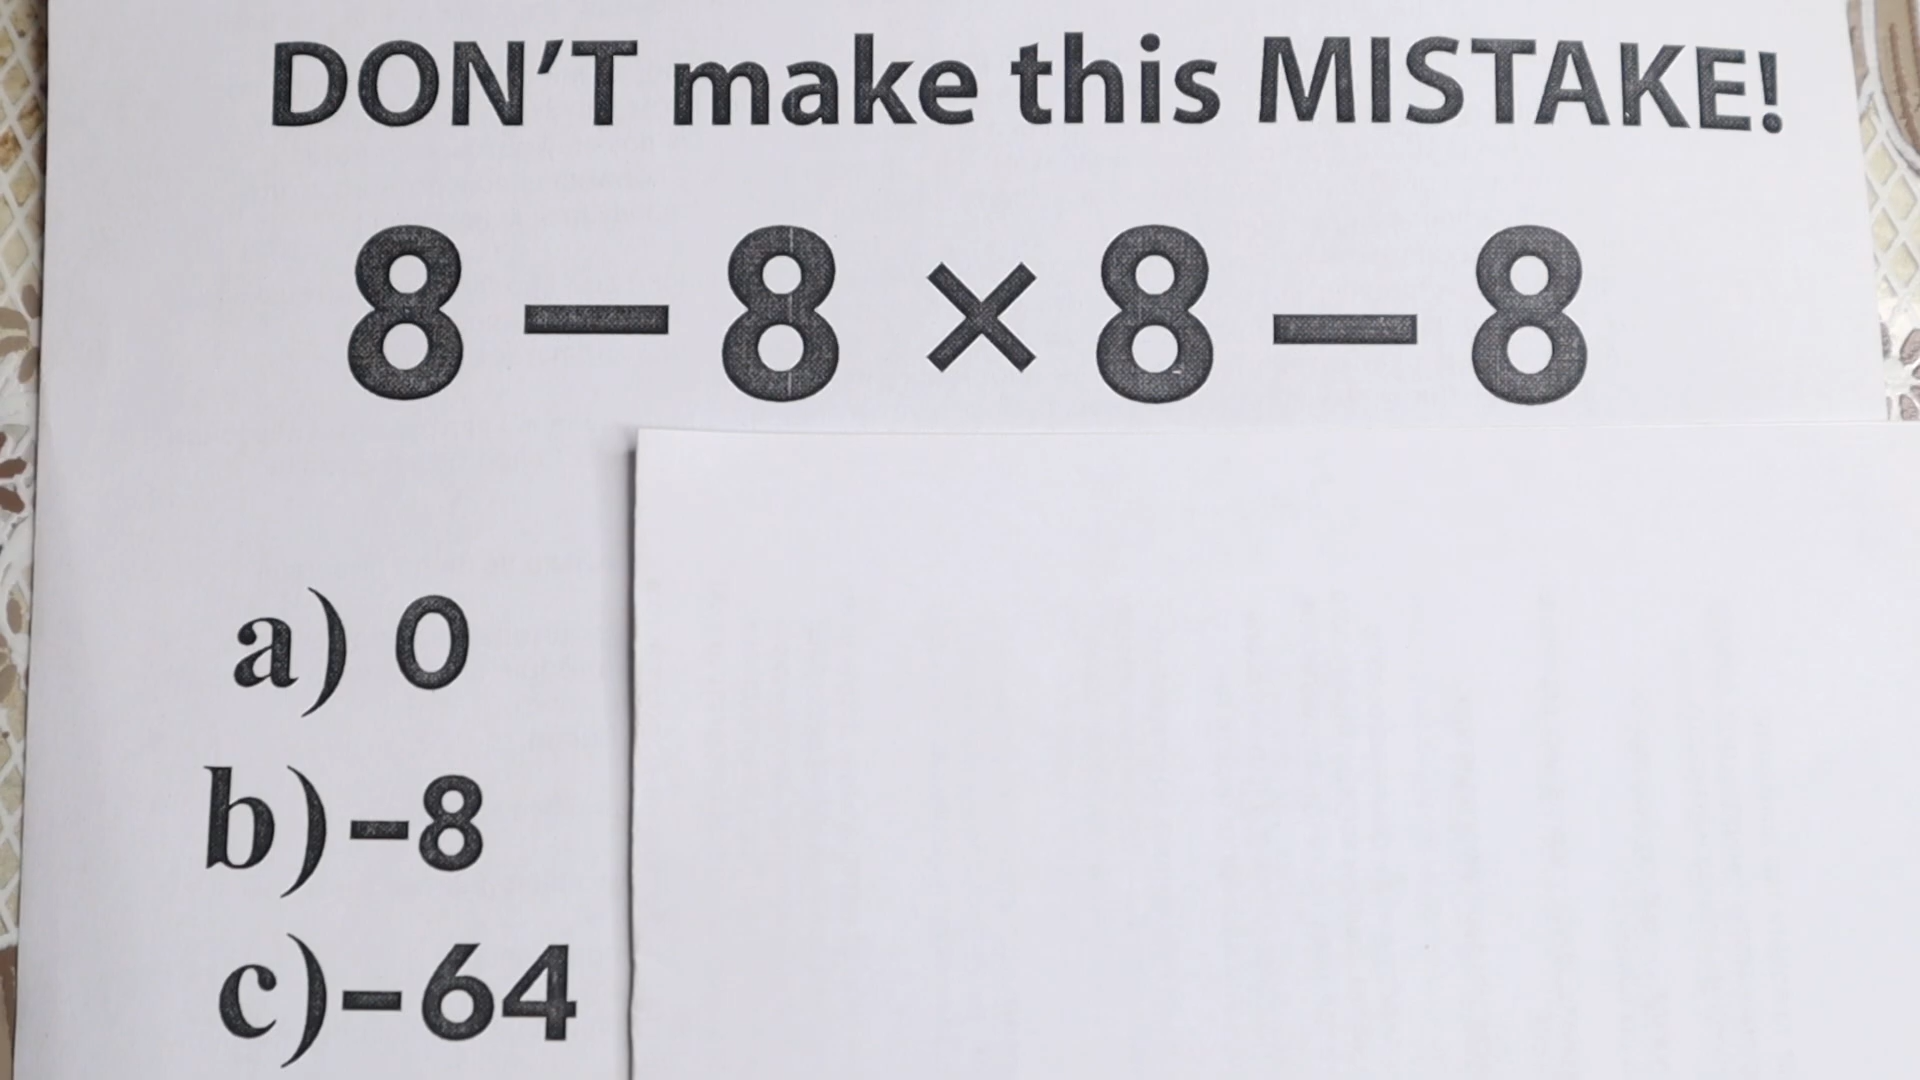 DON'T make this MISTAKE!
8 – 8 × 8 – 8
a) 0
b) –8
c) –64